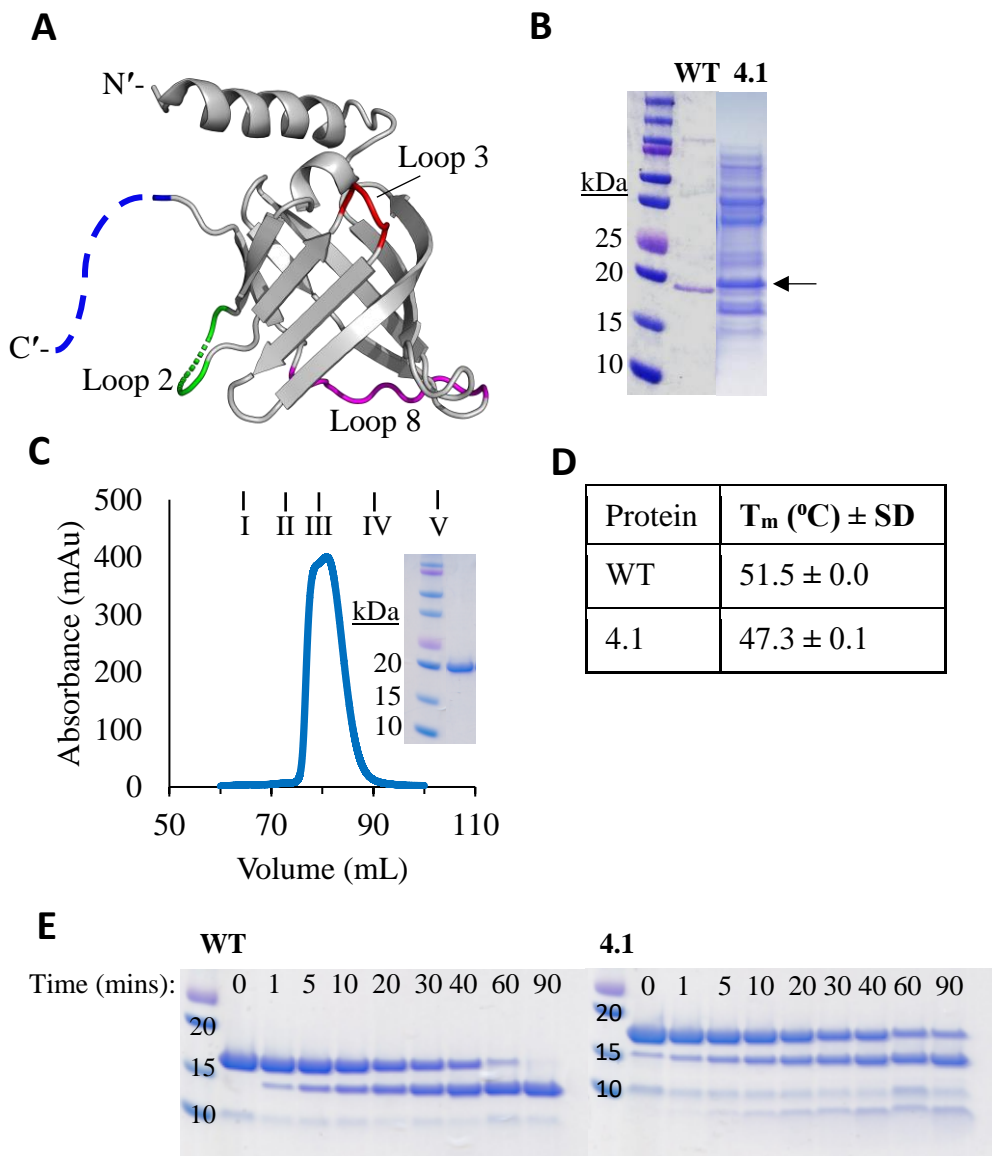 A
N′-
Loop 3
C′-
Loop 2
Loop 8
B
WT 4.1
kDa
25
20
15
10
C
500
400
300
200
100
0
Absorbance (mAu)
I II III IV V
kDa
20
15
10
50 70 90 110
Volume (mL)
D
Protein Tm (⁰C) ± SD
WT 51.5 ± 0.0
4.1 47.3 ± 0.1
E
WT
Time (mins): 0 1 5 10 20 30 40 60 90
20
15
10
4.1
0 1 5 10 20 30 40 60 90
20
15
10